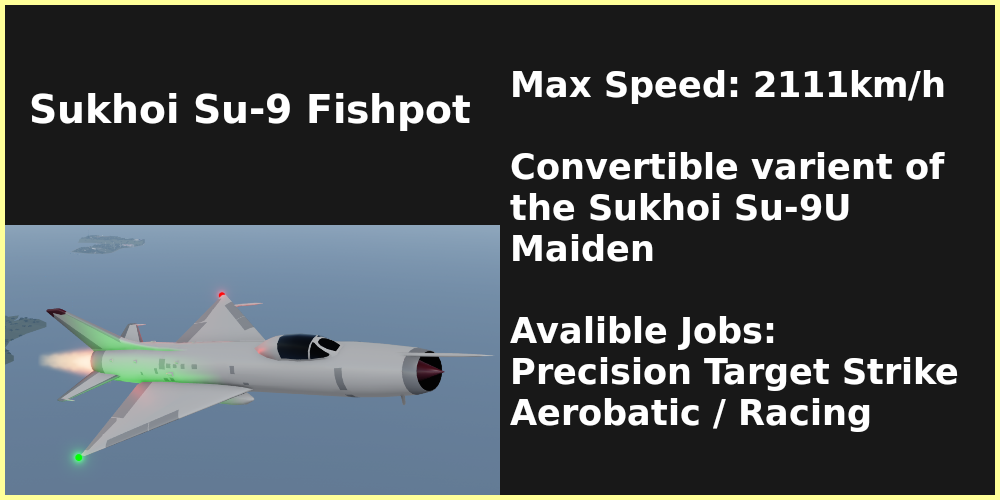 Sukhoi Su-9 Fishpot
Max Speed: 2111km/h
Convertible varient of
the Sukhoi Su-9U
Maiden
Avalible Jobs:
Precision Target Strike
Aerobatic / Racing